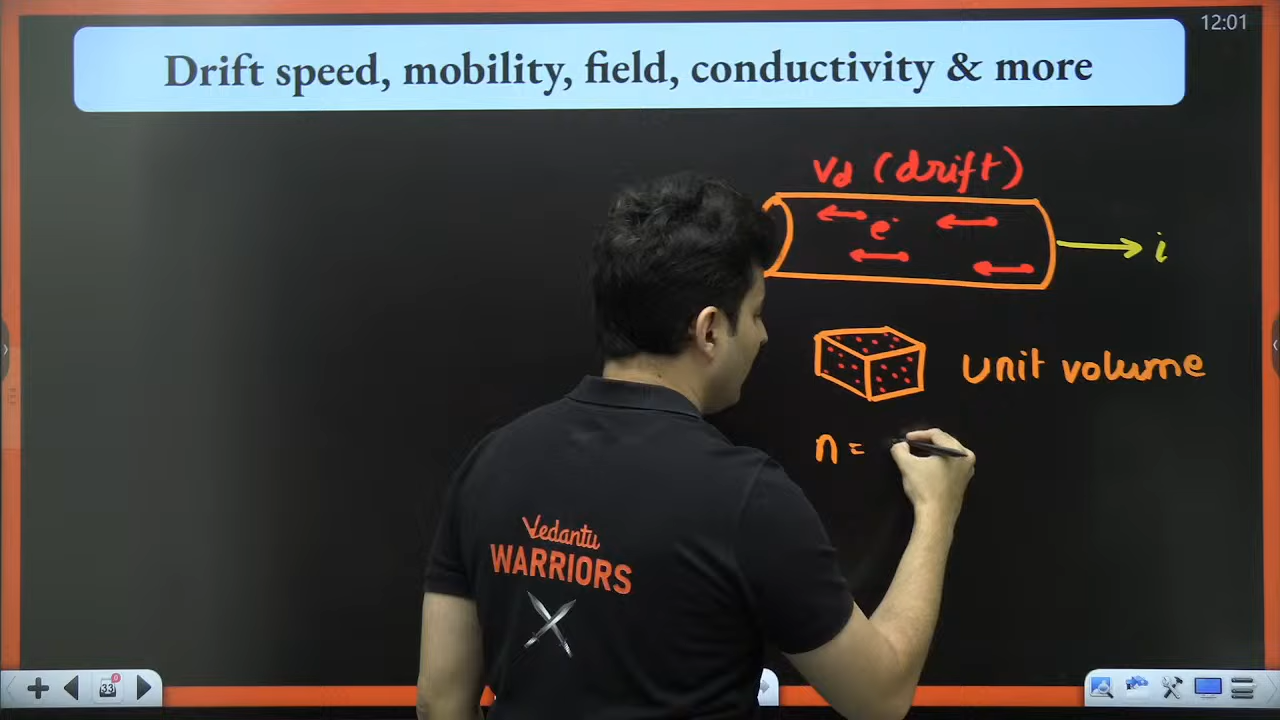 12:01
Drift speed, mobility, field, conductivity & more
vd (drift)
e-
i
unit volume
n =
Vedantu
WARRIORS
33